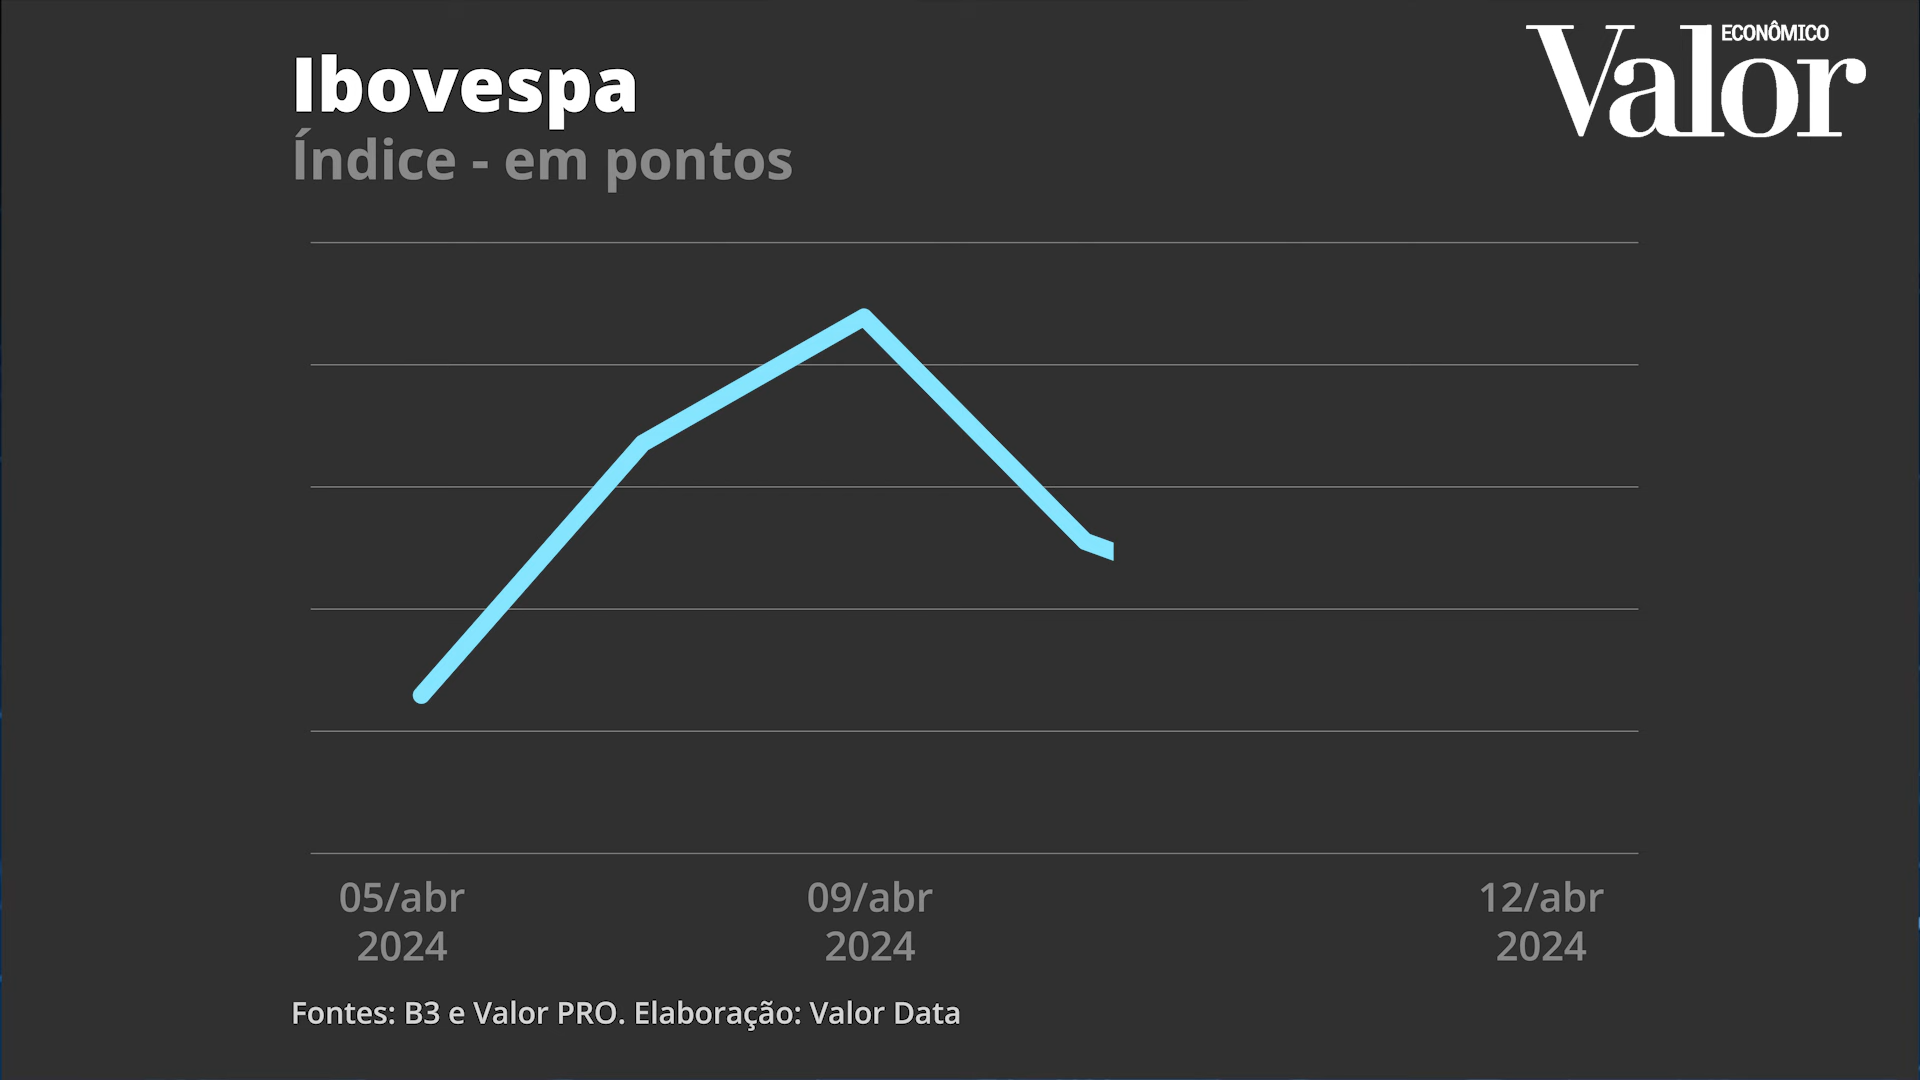 Ibovespa
Índice - em pontos
ECONÔMICO
Valor
05/abr
2024
09/abr
2024
12/abr
2024
Fontes: B3 e Valor PRO. Elaboração: Valor Data